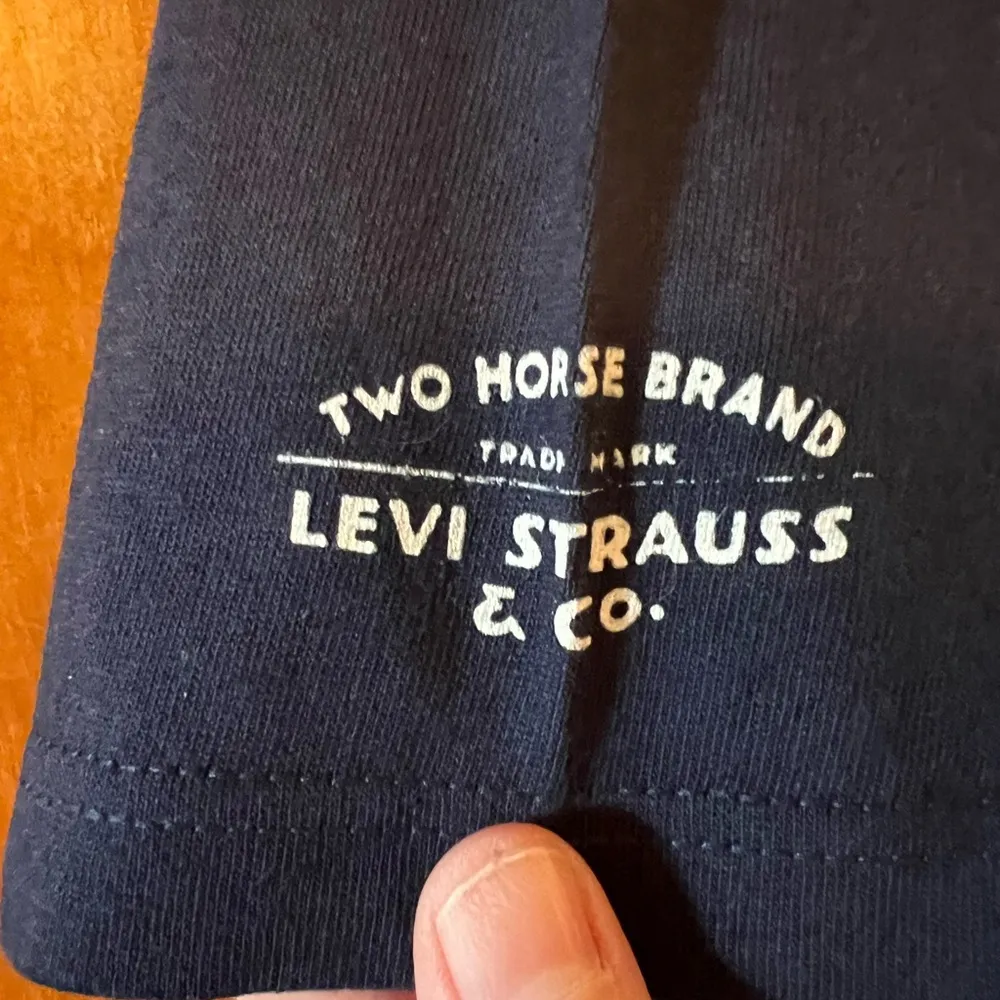 TWO HORSE BRAND
TRADE MARK
LEVI STRAUSS
& CO.